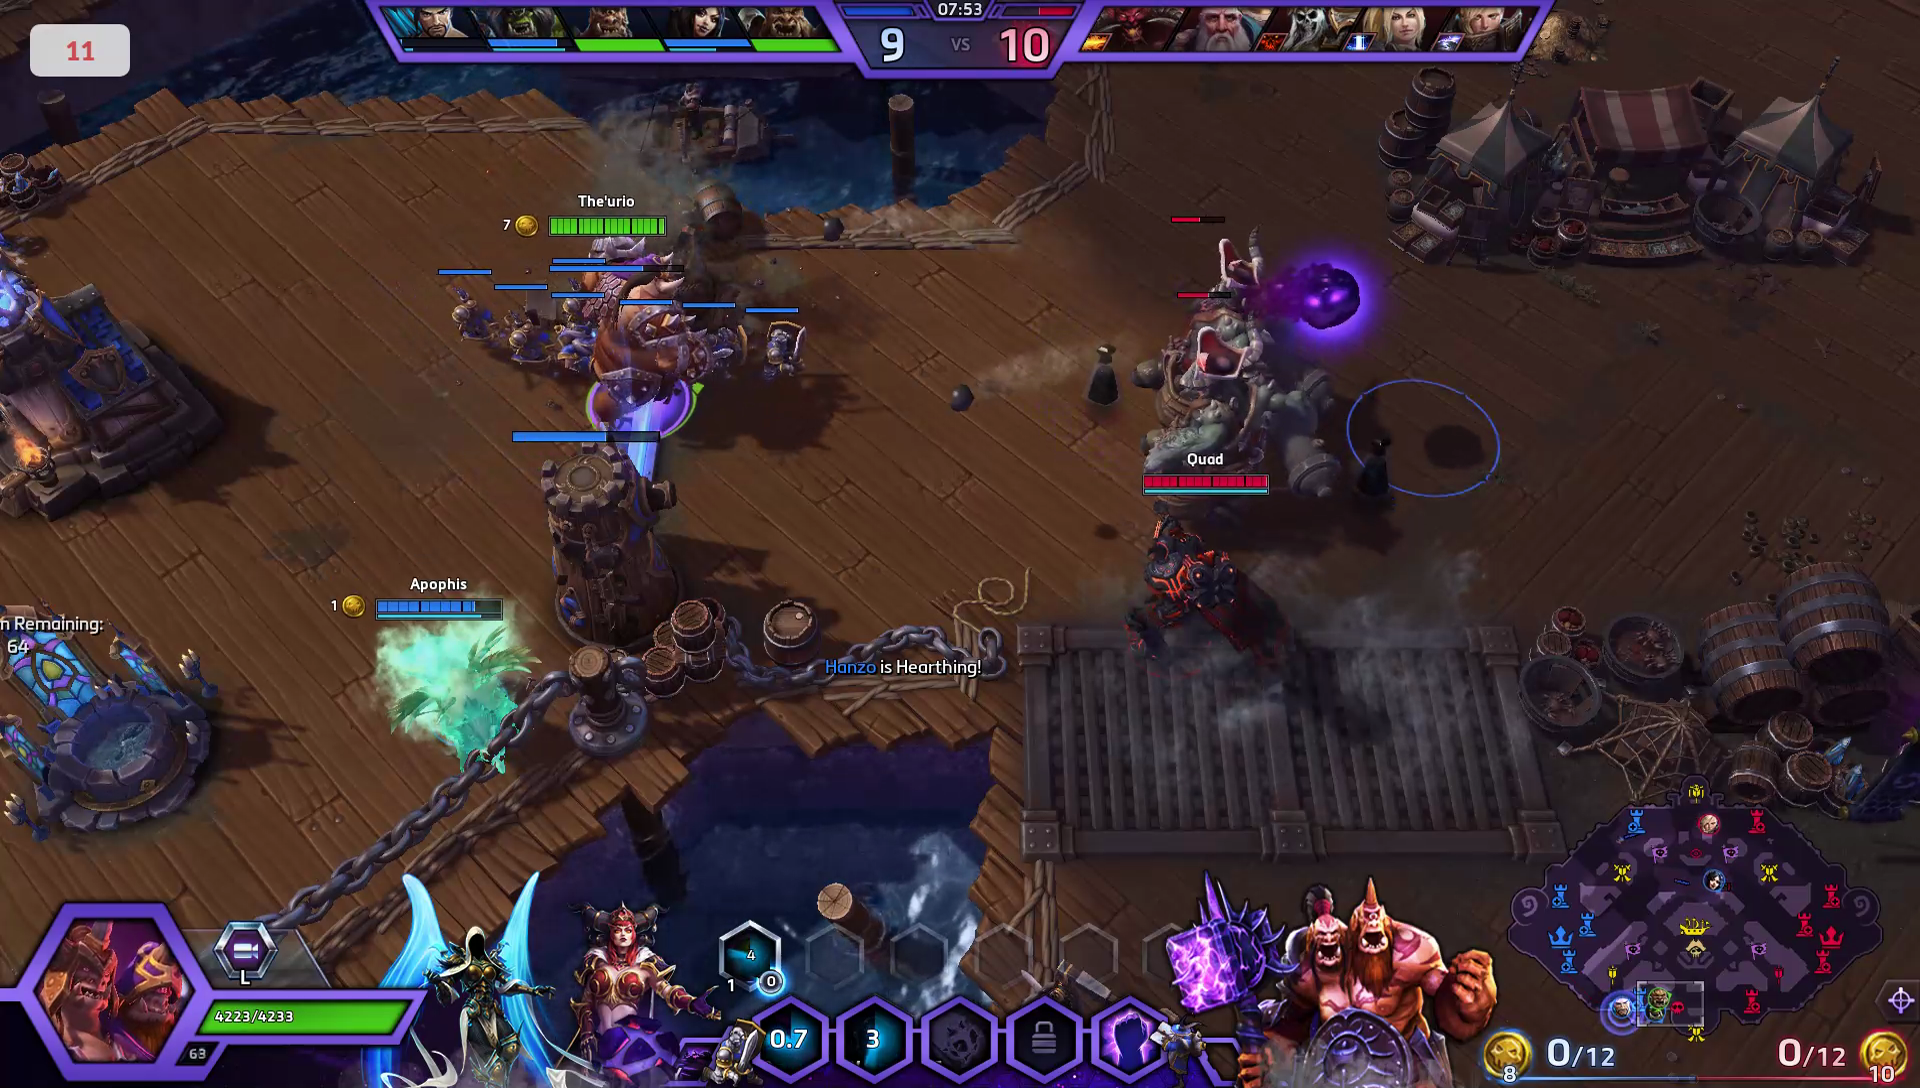 11
07:53
9 VS 10
The'urio
7
Quad
Apophis
1
n Remaining:
64
Hanzo is Hearthing!
L
4223/4233
63
4
1
0
0.7
3
0/12
8
0/12
10